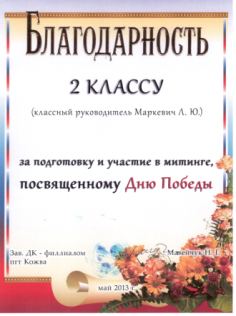 БЛАГОДАРНОСТЬ
2 КЛАССУ
(классный руководитель Маркевич Л. Ю.)
за подготовку и участие в митинге,
посвященному Дню Победы
Зав. ДК - филлиалом
пгт Кожва
май 2013 г.